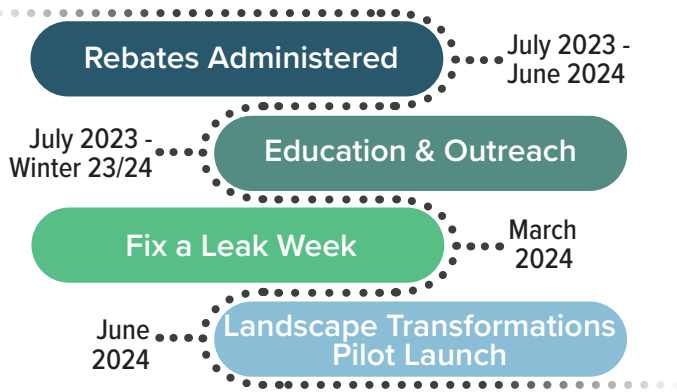 Rebates Administered
July 2023 -
June 2024
July 2023 -
Winter 23/24
Education & Outreach
Fix a Leak Week
March
2024
June
2024
Landscape Transformations
Pilot Launch